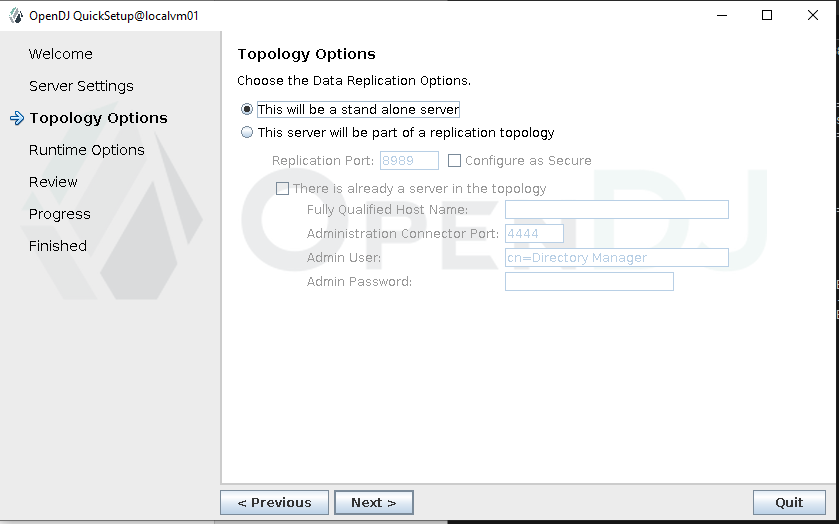 OpenDJ QuickSetup@localvm01
Welcome
Server Settings
Topology Options
Runtime Options
Review
Progress
Finished
Topology Options
Choose the Data Replication Options.
This will be a stand alone server
This server will be part of a replication topology
Replication Port: 8989 Configure as Secure
There is already a server in the topology
Fully Qualified Host Name:
Administration Connector Port: 4444
Admin User: cn=Directory Manager
Admin Password:
OPENDJ
< Previous Next > Quit